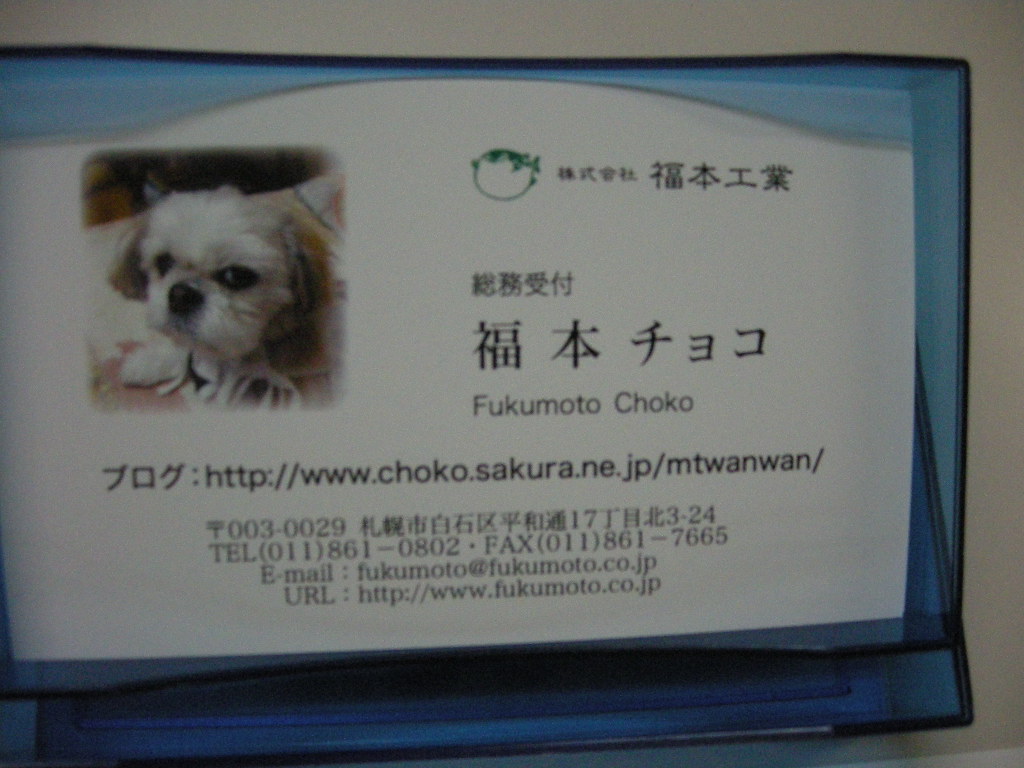 株式会社 福本工業
総務受付
福本 チョコ
Fukumoto Choko
ブログ:http://www.choko.sakura.ne.jp/mtwanwan/
〒003-0029 札幌市白石区平和通17丁目北3-24
TEL(011)861-0802・FAX(011)861-7665
E-mail:fukumoto@fukumoto.co.jp
URL:http://www.fukumoto.co.jp